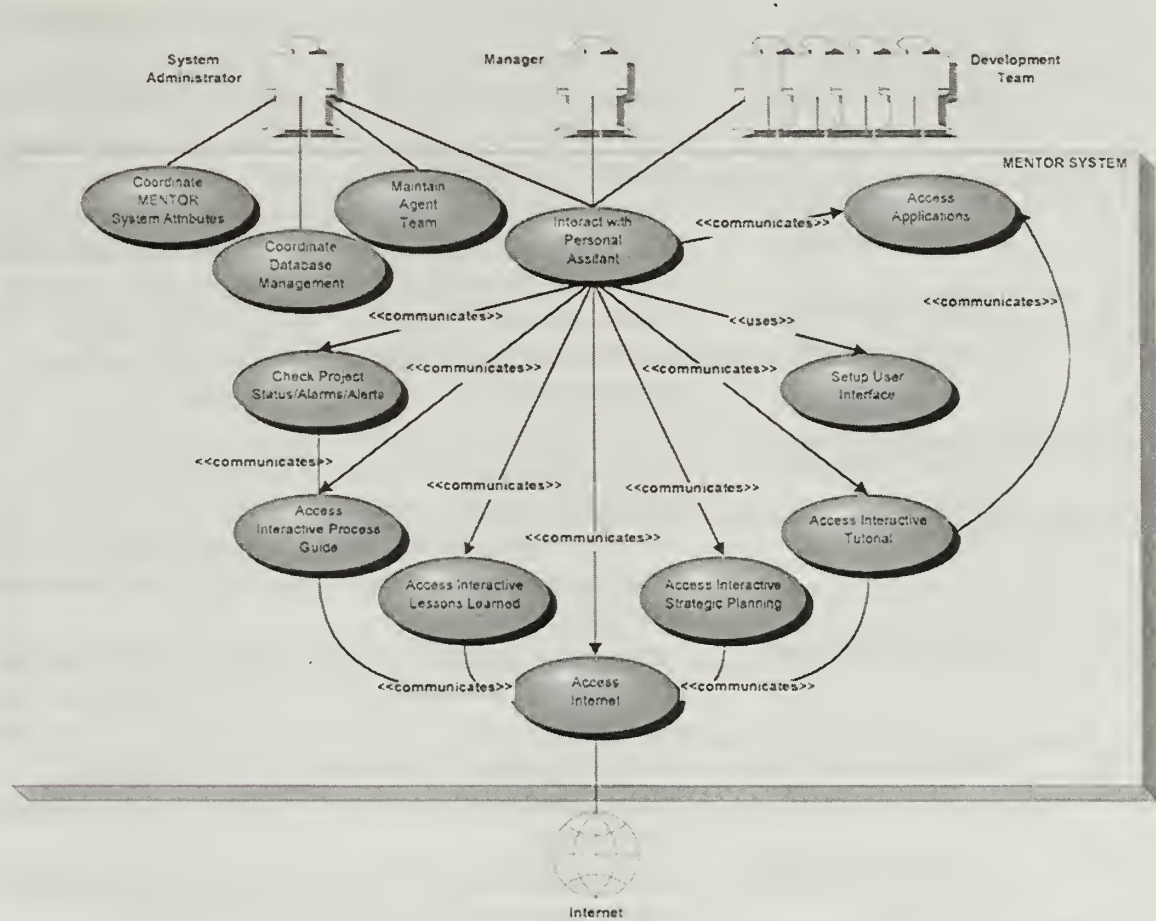 System
Administrator
Manager
Development
Team
MENTOR SYSTEM
Coordinate
MENTOR
System Attributes
Maintain
Agent
Team
Coordinate
Database
Management
Interact with
Personal
Assitant
<<communicates>>
Access
Applications
<<communicates>>
<<communicates>>
<<uses>>
<<communicates>>
<<communicates>>
Check Project
Status/Alarms/Alerts
Setup User
Interface
<<communicates>>
<<communicates>>
<<communicates>>
Access
Interactive Process
Guide
<<communicates>>
Access Interactive
Tutorial
Access Interactive
Lessons Learned
Access Interactive
Strategic Planning
<<communicates>>
Access
Internet
<<communicates>>
Internet